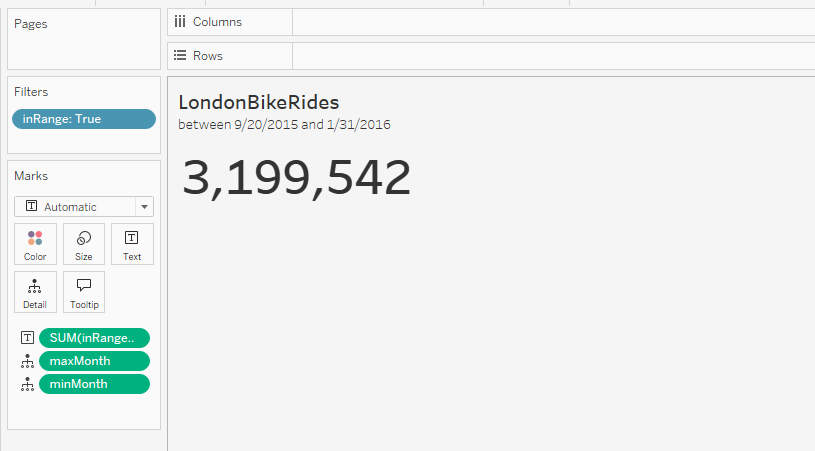 Pages
Columns
Rows
Filters
inRange: True
Marks
Automatic
Color
Size
Text
Detail
Tooltip
SUM(inRange..
maxMonth
minMonth
LondonBikeRides
between 9/20/2015 and 1/31/2016
3,199,542